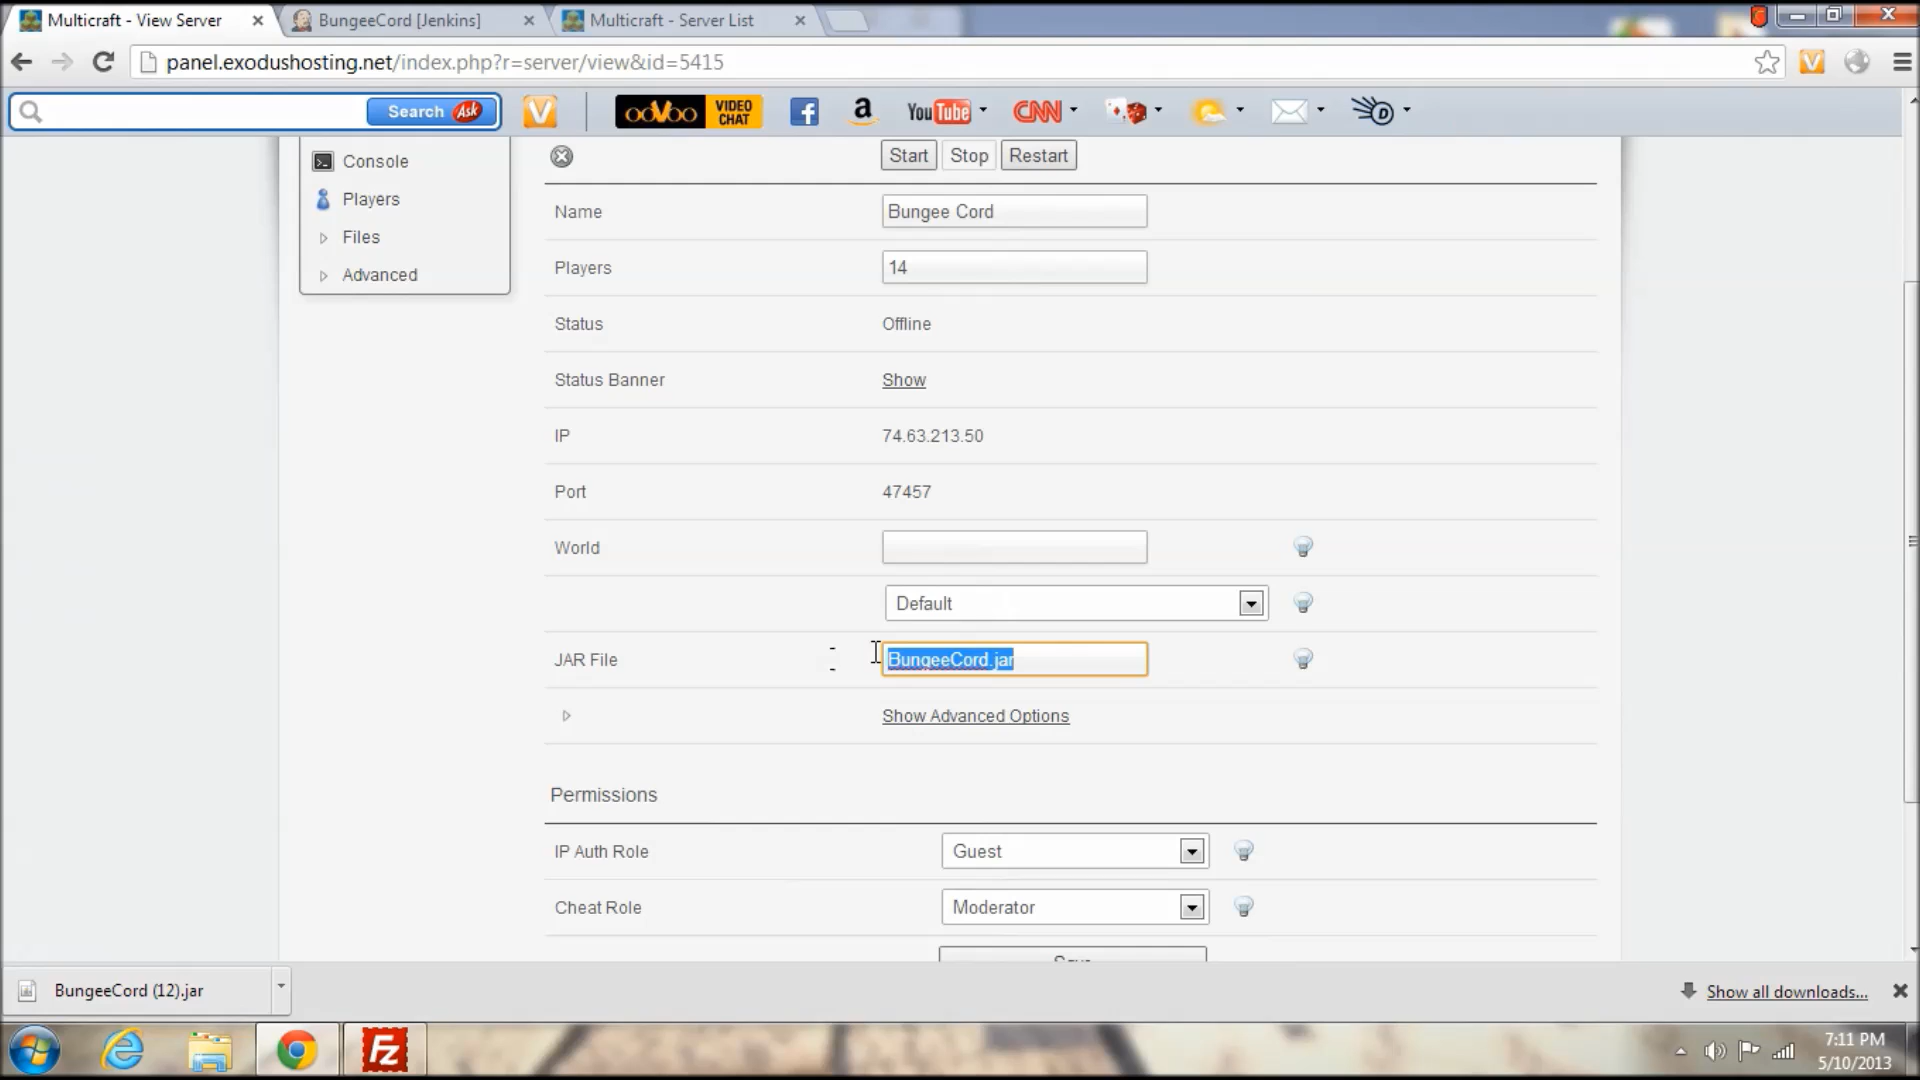 Multicraft - View Server
BungeeCord [Jenkins]
Multicraft - Server List
panel.exodushosting.net/index.php?r=server/view&id=5415
Search Ask
V
ooVoo VIDEO CHAT
f
a
YouTube
CNN
D
V
Console
Players
Files
Advanced
Start Stop Restart
Name Bungee Cord
Players 14
Status Offline
Status Banner Show
IP 74.63.213.50
Port 47457
World
Default
JAR File BungeeCord.jar
Show Advanced Options
Permissions
IP Auth Role Guest
Cheat Role Moderator
Save
BungeeCord (12).jar
Show all downloads...
Fz
7:11 PM
5/10/2013